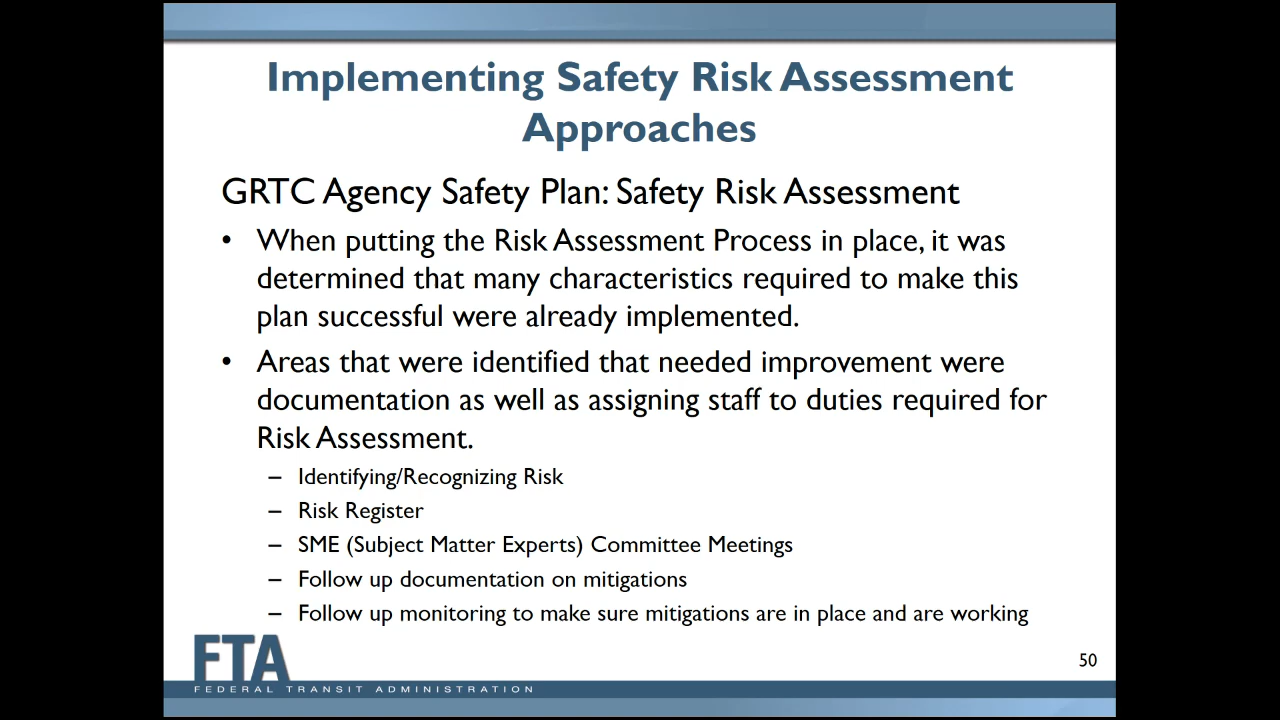 Implementing Safety Risk Assessment
Approaches
GRTC Agency Safety Plan: Safety Risk Assessment
• When putting the Risk Assessment Process in place, it was
determined that many characteristics required to make this
plan successful were already implemented.
• Areas that were identified that needed improvement were
documentation as well as assigning staff to duties required for
Risk Assessment.
– Identifying/Recognizing Risk
– Risk Register
– SME (Subject Matter Experts) Committee Meetings
– Follow up documentation on mitigations
– Follow up monitoring to make sure mitigations are in place and are working
FTA
FEDERAL TRANSIT ADMINISTRATION
50